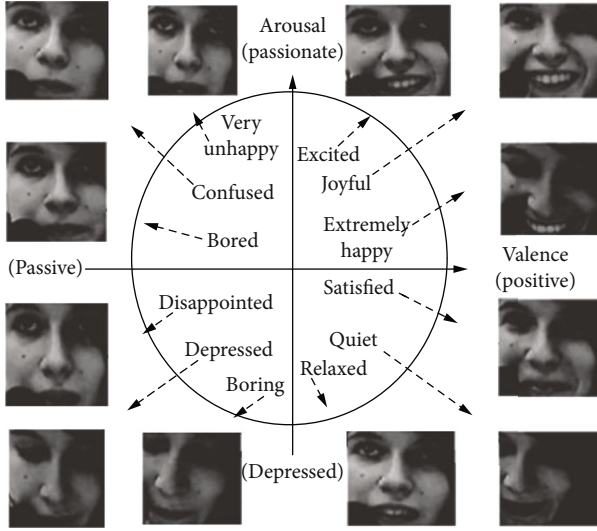 Arousal
(passionate)
Very
unhappy
Excited
Confused
Joyful
Bored
Extremely
happy
(Passive)
Valence
(positive)
Disappointed
Satisfied
Depressed
Quiet
Boring
Relaxed
(Depressed)